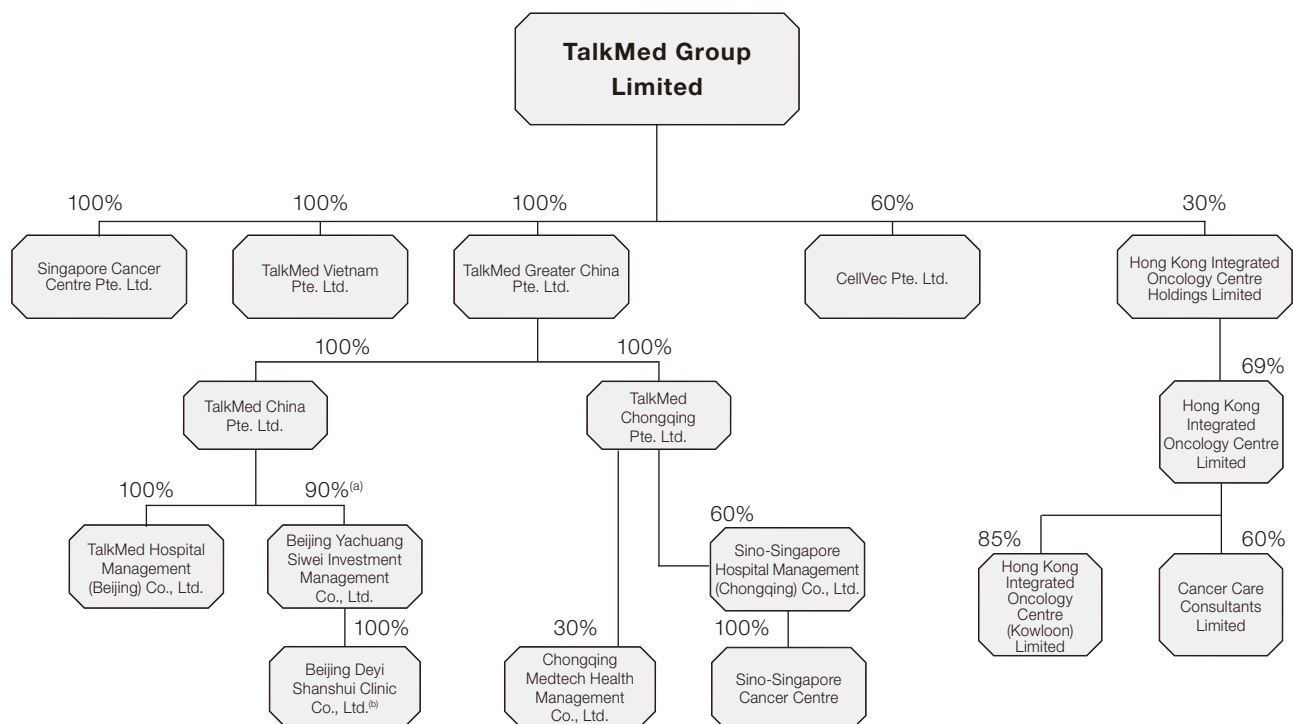 TalkMed Group
Limited
100%
100%
100%
60%
30%
Singapore Cancer
Centre Pte. Ltd.
TalkMed Vietnam
Pte. Ltd.
TalkMed Greater China
Pte. Ltd.
CellVec Pte. Ltd.
Hong Kong Integrated
Oncology Centre
Holdings Limited
100%
100%
69%
TalkMed China
Pte. Ltd.
TalkMed
Chongqing
Pte. Ltd.
Hong Kong
Integrated
Oncology Centre
Limited
100%
90%(a)
60%
85%
60%
TalkMed Hospital
Management
(Beijing) Co., Ltd.
Beijing Yachuang
Siwei Investment
Management
Co., Ltd.
Sino-Singapore
Hospital Management
(Chongqing) Co., Ltd.
Hong Kong
Integrated
Oncology
Centre
(Kowloon)
Limited
Cancer Care
Consultants
Limited
100%
30%
100%
Beijing Deyi
Shanshui Clinic
Co., Ltd.(b)
Chongqing
Medtech Health
Management
Co., Ltd.
Sino-Singapore
Cancer Centre